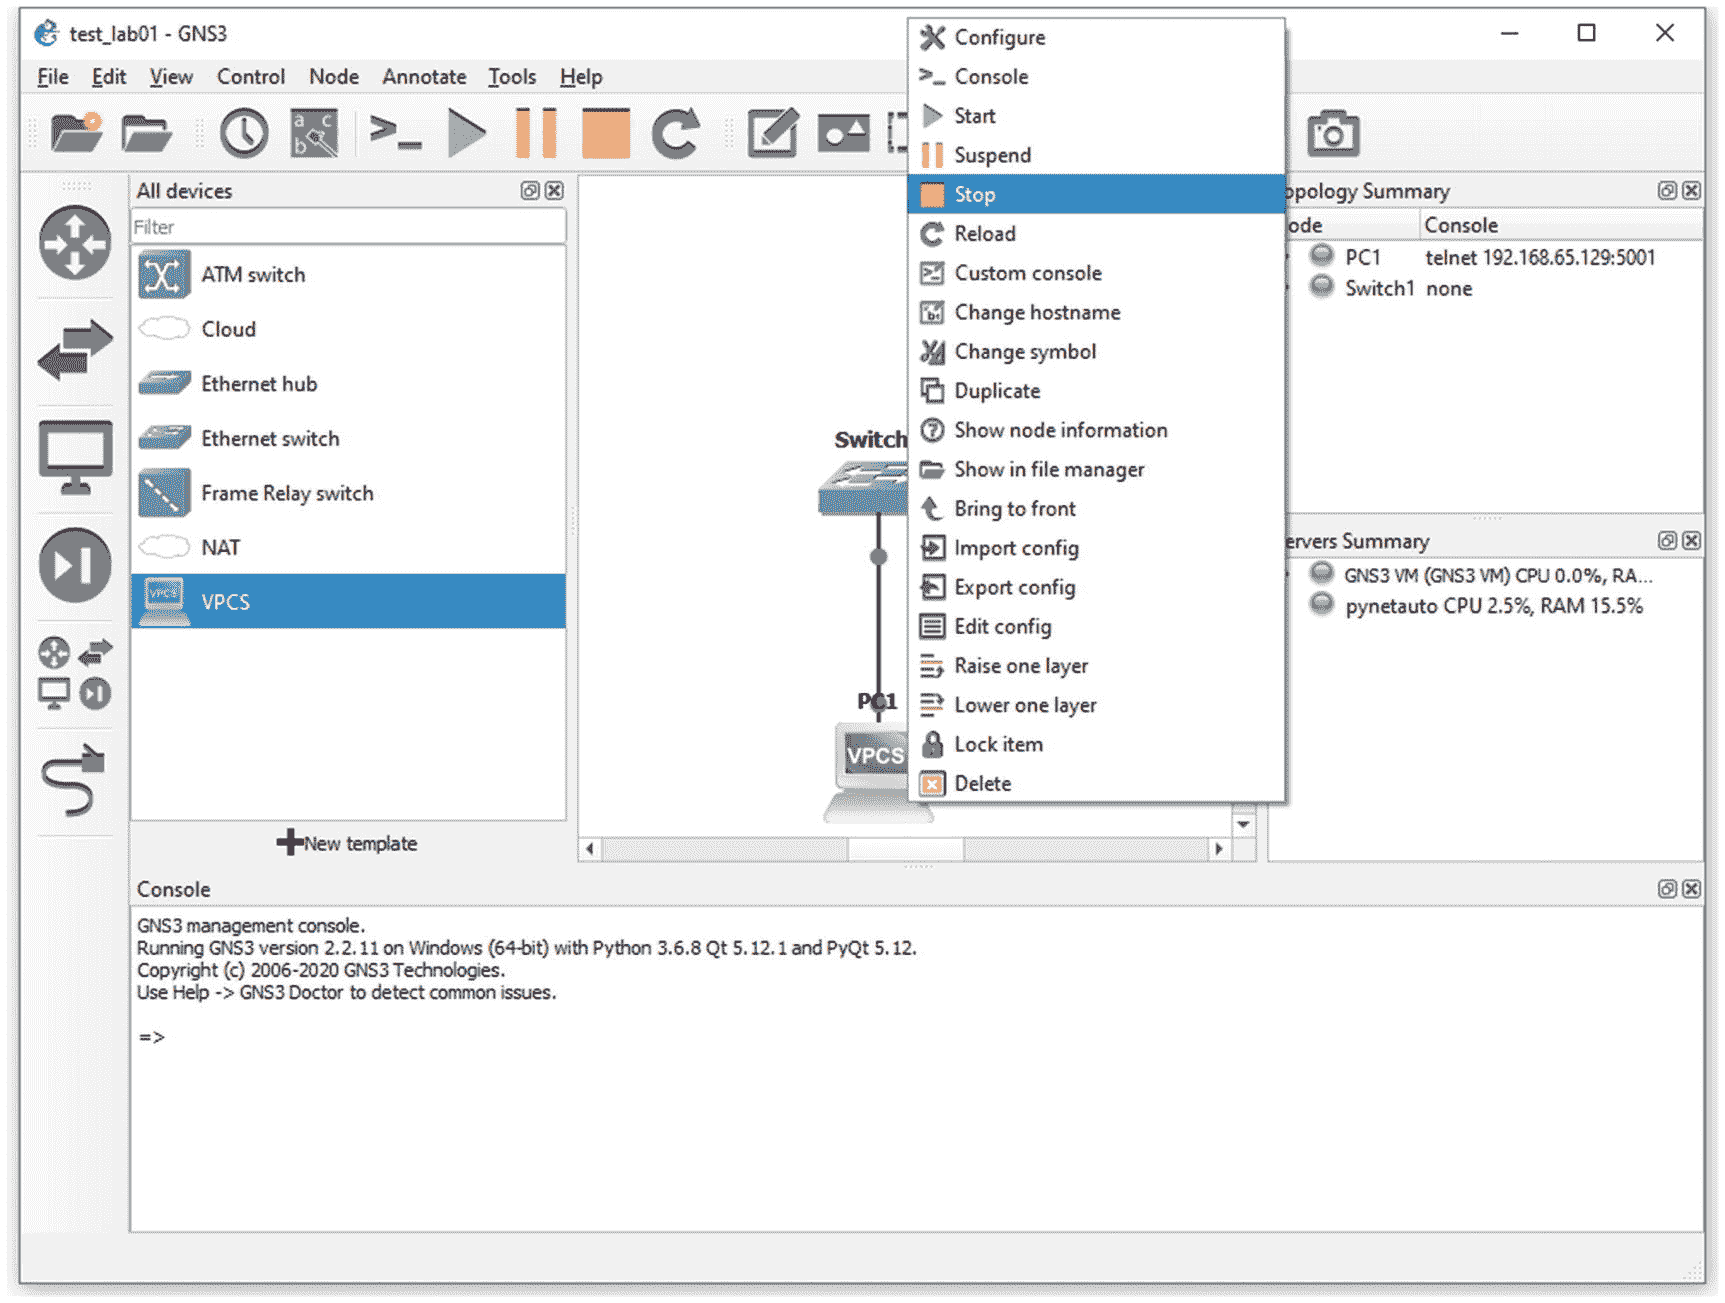 test_lab01 - GNS3
File Edit View Control Node Annotate Tools Help
All devices
Filter
ATM switch
Cloud
Ethernet hub
Ethernet switch
Frame Relay switch
NAT
VPCS
VPCS
New template
Switch
PC1
VPCS
Configure
Console
Start
Suspend
Stop
Reload
Custom console
Change hostname
Change symbol
Duplicate
Show node information
Show in file manager
Bring to front
Import config
Export config
Edit config
Raise one layer
Lower one layer
Lock item
Delete
opology Summary
ode Console
PC1 telnet 192.168.65.129:5001
Switch1 none
ervers Summary
GNS3 VM (GNS3 VM) CPU 0.0%, RA...
pynetauto CPU 2.5%, RAM 15.5%
Console
GNS3 management console.
Running GNS3 version 2.2.11 on Windows (64-bit) with Python 3.6.8 Qt 5.12.1 and PyQt 5.12.
Copyright (c) 2006-2020 GNS3 Technologies.
Use Help -> GNS3 Doctor to detect common issues.
=>